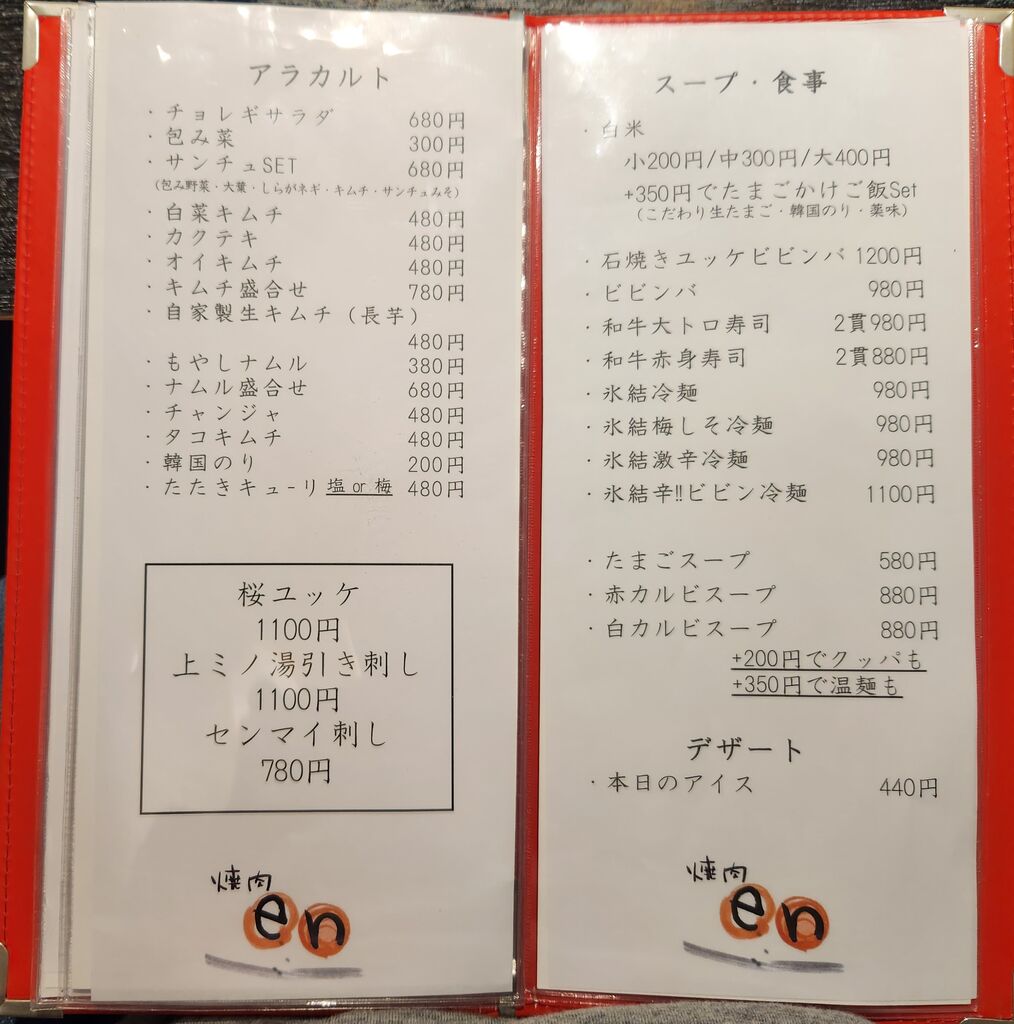 アラカルト
・チョレギサラダ 680円
・包み菜 300円
・サンチュSET 680円
(包み野菜・大葉・しらがネギ・キムチ・サンチュみそ)
・白菜キムチ 480円
・カクテキ 480円
・オイキムチ 480円
・キムチ盛合せ 780円
・自家製生キムチ(長芋)
480円
・もやしナムル 380円
・ナムル盛合せ 680円
・チャンジャ 480円
・タコキムチ 480円
・韓国のり 200円
・たたきキューリ 塩 or 梅 480円
桜ユッケ
1100円
上ミノ湯引き刺し
1100円
センマイ刺し
780円
焼肉
en
スープ・食事
・白米
小200円/中300円/大400円
+350円でたまごかけご飯Set
(こだわり生たまご・韓国のり・薬味)
・石焼きユッケビビンバ 1200円
・ビビンバ 980円
・和牛大トロ寿司 2貫980円
・和牛赤身寿司 2貫880円
・氷結冷麺 980円
・氷結梅しそ冷麺 980円
・氷結激辛冷麺 980円
・氷結辛!!ビビン冷麺 1100円
・たまごスープ 580円
・赤カルビスープ 880円
・白カルビスープ 880円
+200円でクッパも
+350円で温麺も
デザート
・本日のアイス 440円
焼肉
en